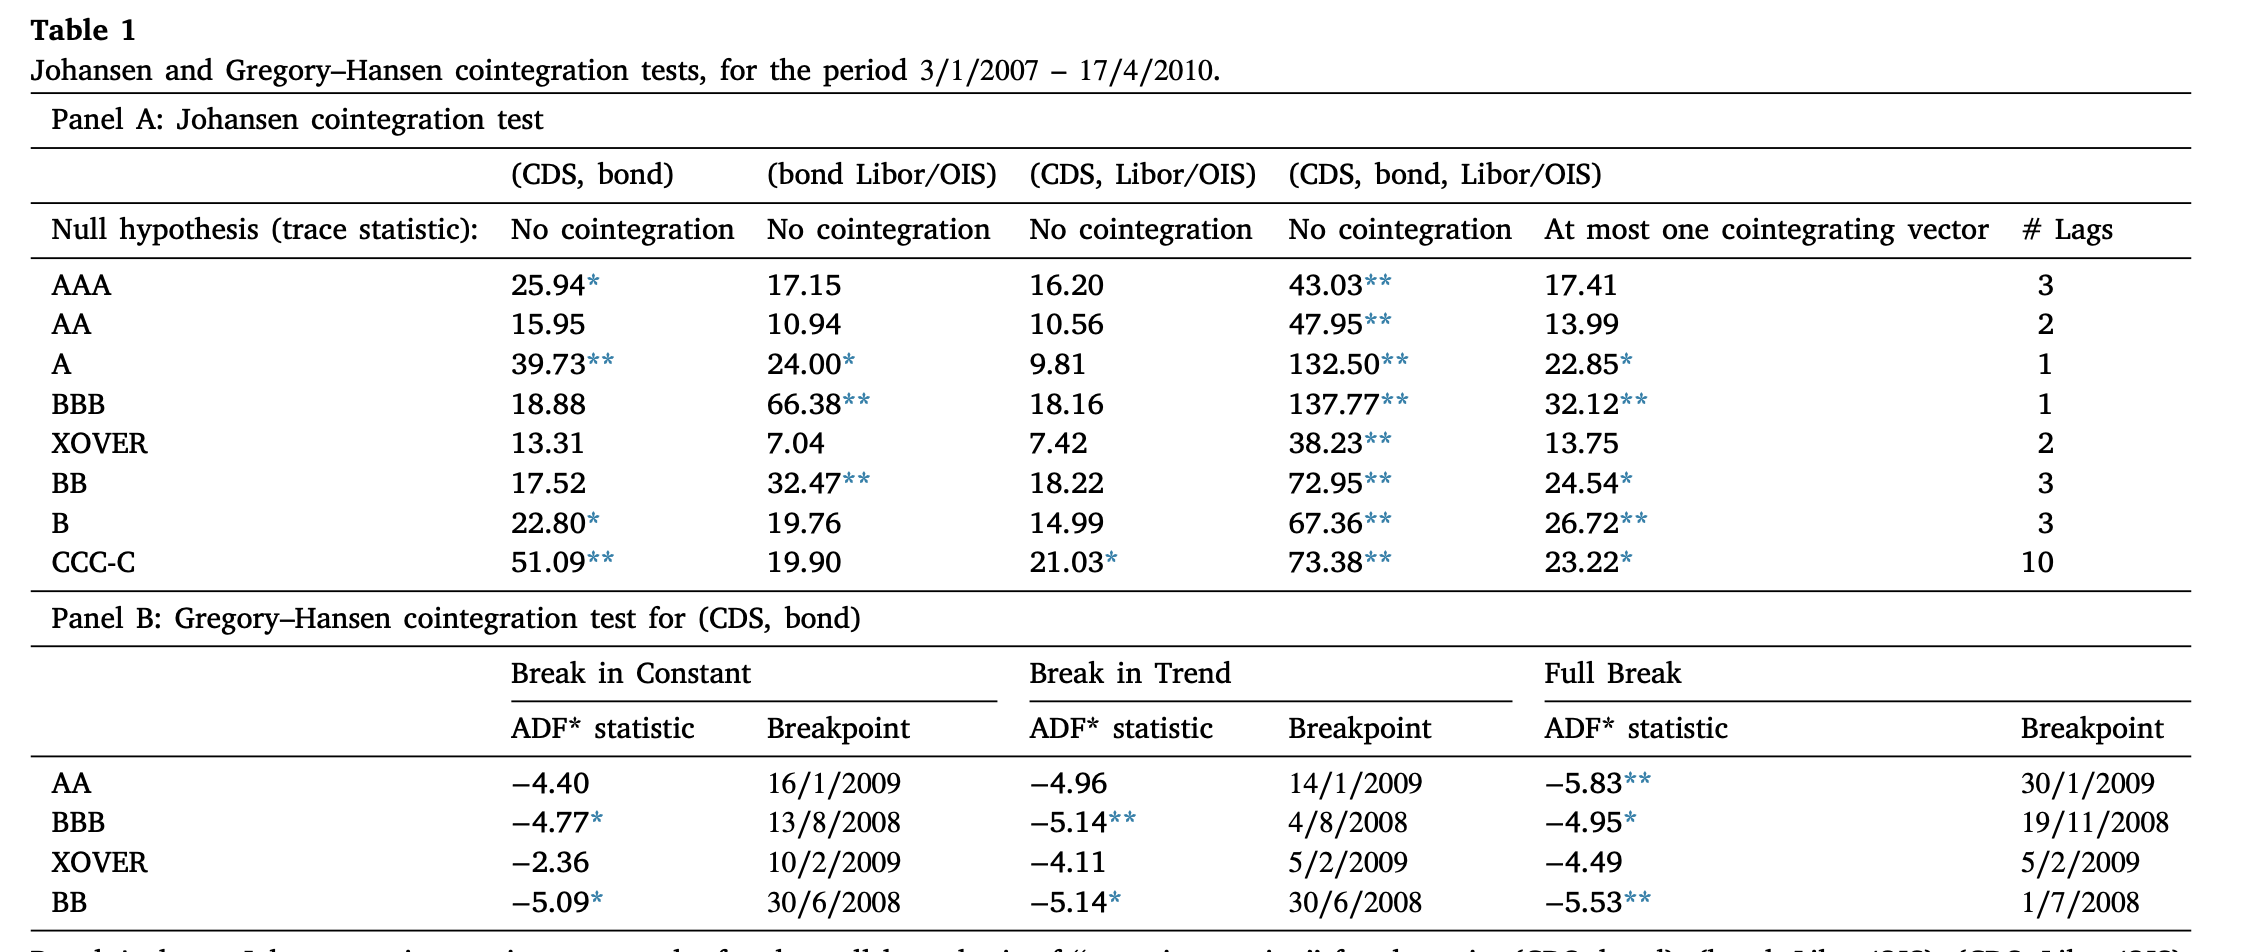 Table 1
Johansen and Gregory–Hansen cointegration tests, for the period 3/1/2007 – 17/4/2010.
Panel A: Johansen cointegration test
(CDS, bond) (bond Libor/OIS) (CDS, Libor/OIS) (CDS, bond, Libor/OIS)
Null hypothesis (trace statistic): No cointegration No cointegration No cointegration No cointegration At most one cointegrating vector # Lags
AAA 25.94* 17.15 16.20 43.03** 17.41 3
AA 15.95 10.94 10.56 47.95** 13.99 2
A 39.73** 24.00* 9.81 132.50** 22.85* 1
BBB 18.88 66.38** 18.16 137.77** 32.12** 1
XOVER 13.31 7.04 7.42 38.23** 13.75 2
BB 17.52 32.47** 18.22 72.95** 24.54* 3
B 22.80* 19.76 14.99 67.36** 26.72** 3
CCC-C 51.09** 19.90 21.03* 73.38** 23.22* 10
Panel B: Gregory–Hansen cointegration test for (CDS, bond)
Break in Constant Break in Trend Full Break
ADF* statistic Breakpoint ADF* statistic Breakpoint ADF* statistic Breakpoint
AA −4.40 16/1/2009 −4.96 14/1/2009 −5.83** 30/1/2009
BBB −4.77* 13/8/2008 −5.14** 4/8/2008 −4.95* 19/11/2008
XOVER −2.36 10/2/2009 −4.11 5/2/2009 −4.49 5/2/2009
BB −5.09* 30/6/2008 −5.14* 30/6/2008 −5.53** 1/7/2008